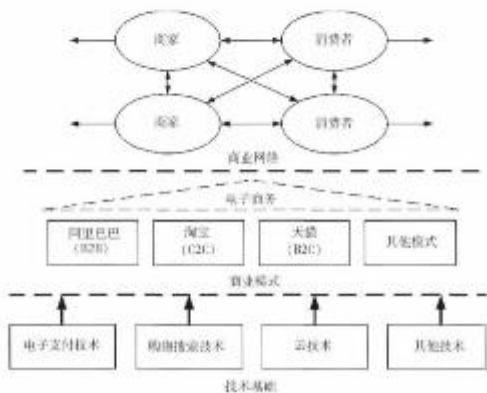 商家
消费者
商家
消费者
商业网络
电子商务
阿里巴巴
(B2B)
淘宝
(C2C)
天猫
(B2C)
其他模式
商业模式
电子支付技术
购物搜索技术
云技术
其他技术
技术基础